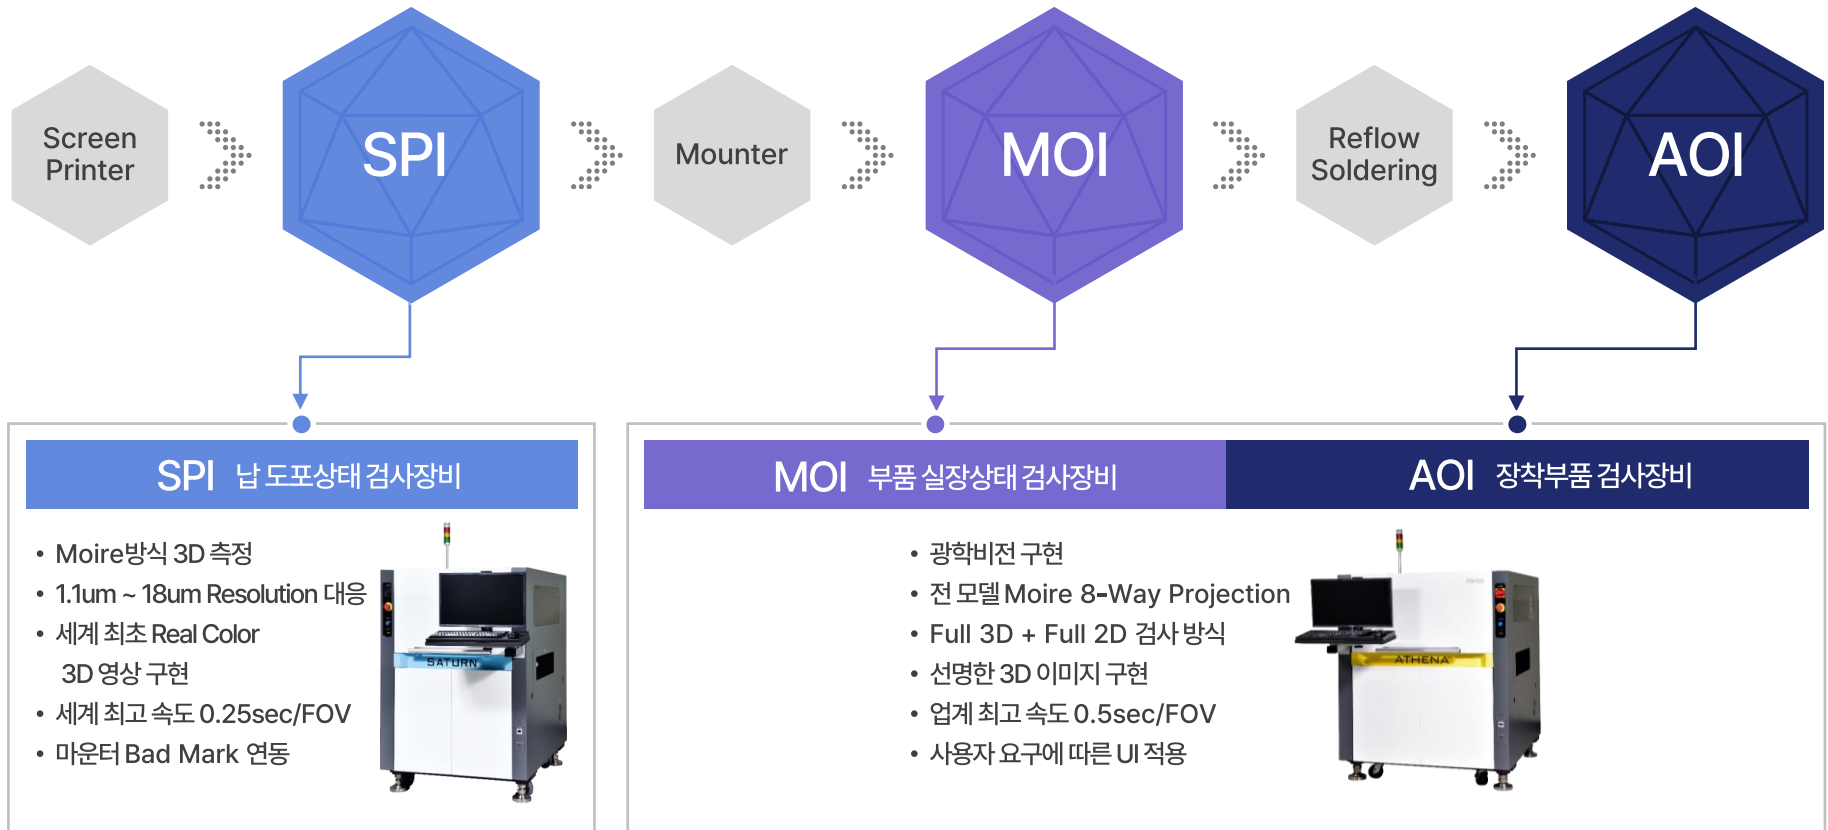 Screen
Printer
SPI
Mounter
MOI
Reflow
Soldering
AOI
SPI 납 도포상태 검사장비
• Moire방식 3D 측정
• 1.1um ~ 18um Resolution 대응
• 세계 최초 Real Color
3D 영상 구현
• 세계 최고 속도 0.25sec/FOV
• 마운터 Bad Mark 연동
SATURN
MOI 부품 실장상태 검사장비
AOI 장착부품 검사장비
• 광학비전 구현
• 전 모델 Moire 8-Way Projection
• Full 3D + Full 2D 검사 방식
• 선명한 3D 이미지 구현
• 업계 최고 속도 0.5sec/FOV
• 사용자 요구에 따른 UI 적용
ATHENA